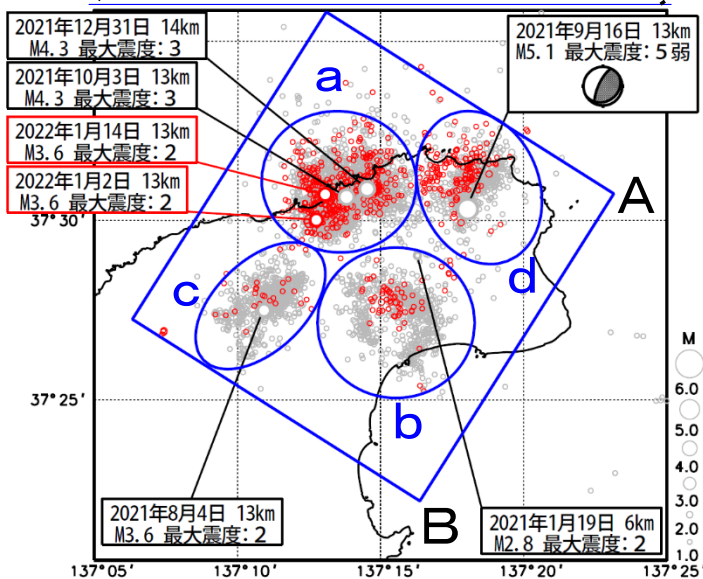 2021年12月31日 14km
M4.3 最大震度：3
2021年10月3日 13km
M4.3 最大震度：3
2022年1月14日 13km
M3.6 最大震度：2
2022年1月2日 13km
M3.6 最大震度：2
2021年9月16日 13km
M5.1 最大震度：5弱
a
A
37°30'
d
c
37°25'
b
B
2021年8月4日 13km
M3.6 最大震度：2
2021年1月19日 6km
M2.8 最大震度：2
M
6.0
5.0
4.0
3.0
2.0
1.0
137°05'
137°10'
137°15'
137°20'
137°25'